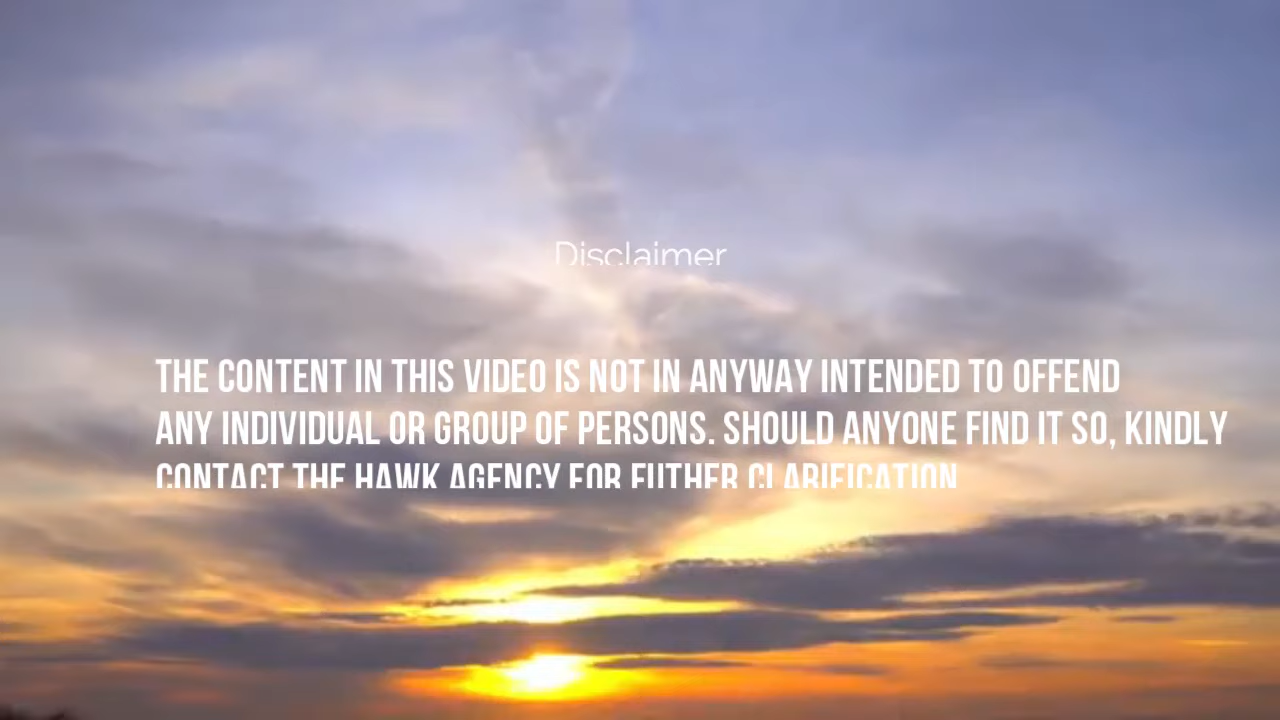 Disclaimer
THE CONTENT IN THIS VIDEO IS NOT IN ANYWAY INTENDED TO OFFEND
ANY INDIVIDUAL OR GROUP OF PERSONS. SHOULD ANYONE FIND IT SO, KINDLY
CONTACT THE HAWK AGENCY FOR FUTHER CLARIFICATION